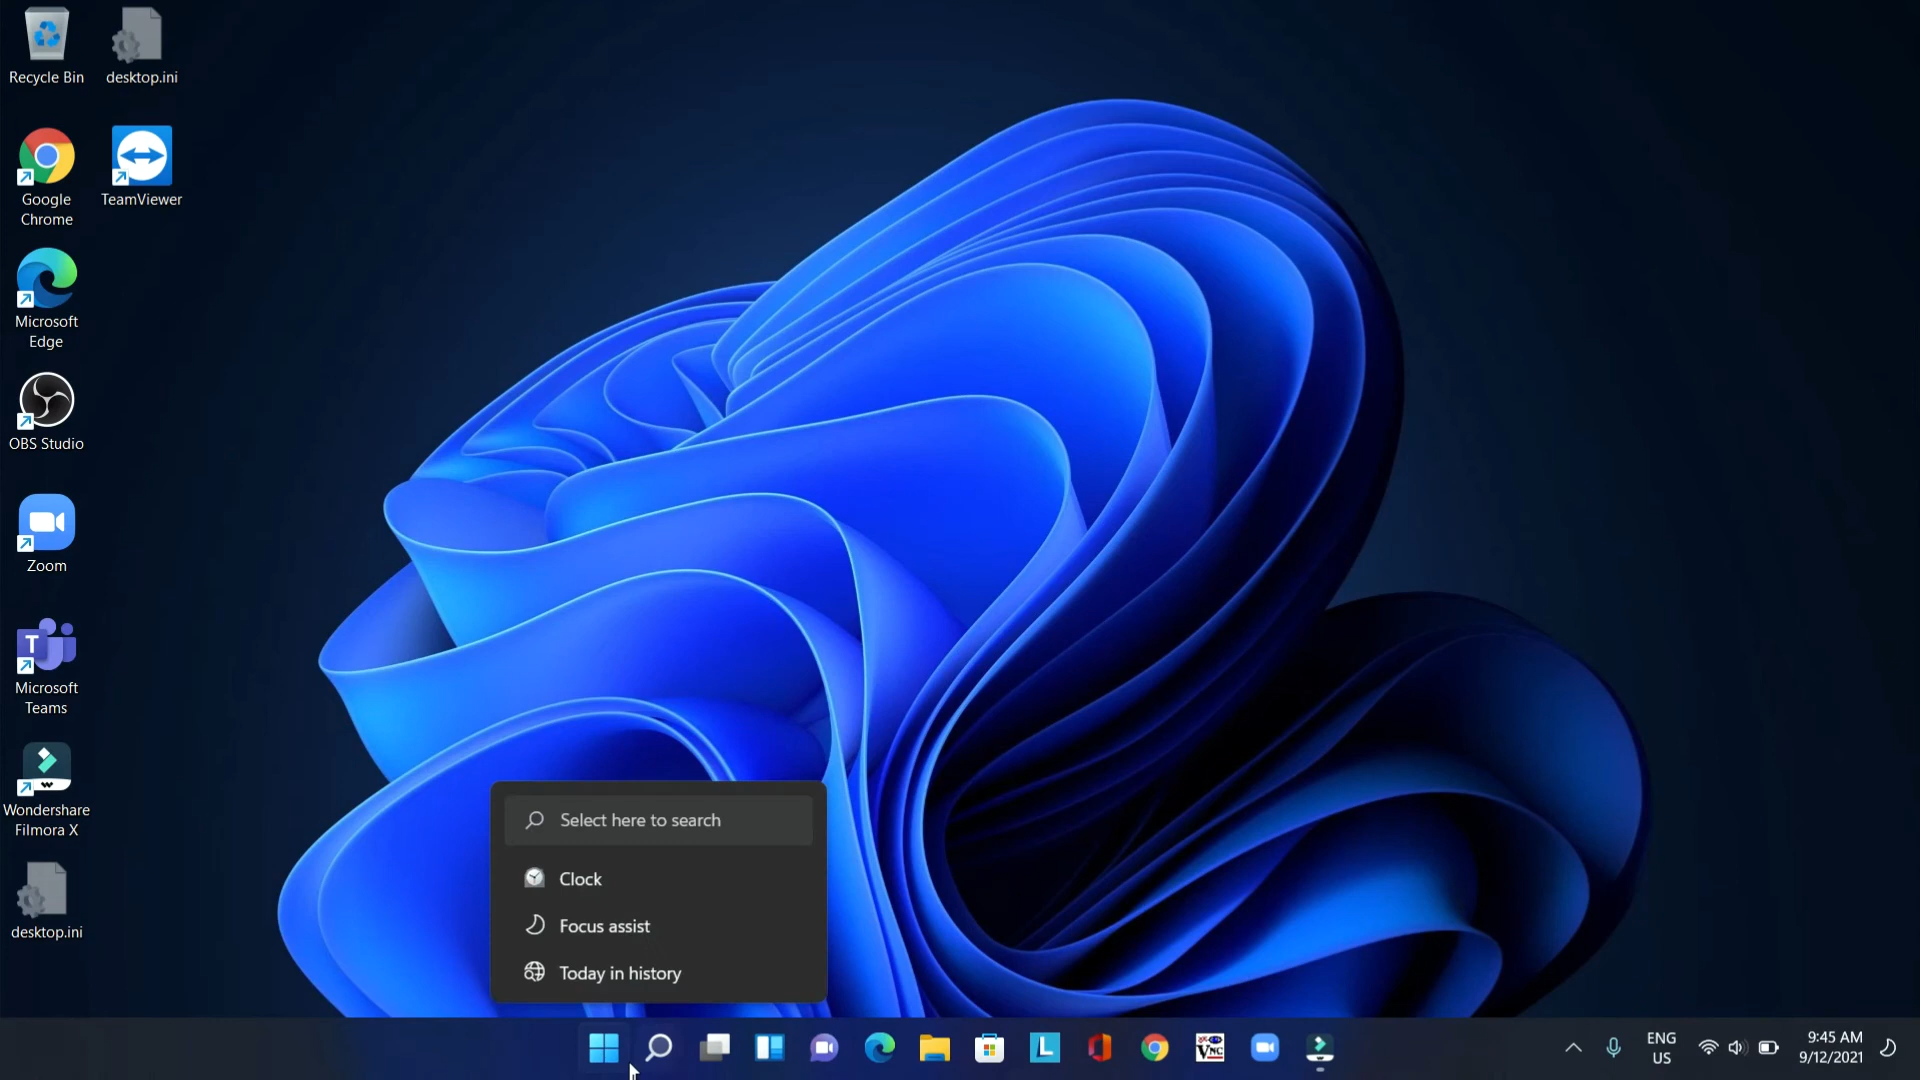 Recycle Bin
desktop.ini
Google
Chrome
TeamViewer
Microsoft
Edge
OBS Studio
Zoom
T
Microsoft
Teams
Wondershare
Filmora X
desktop.ini
Select here to search
Clock
Focus assist
Today in history
L
VNC
ENG
US
9:45 AM
9/12/2021